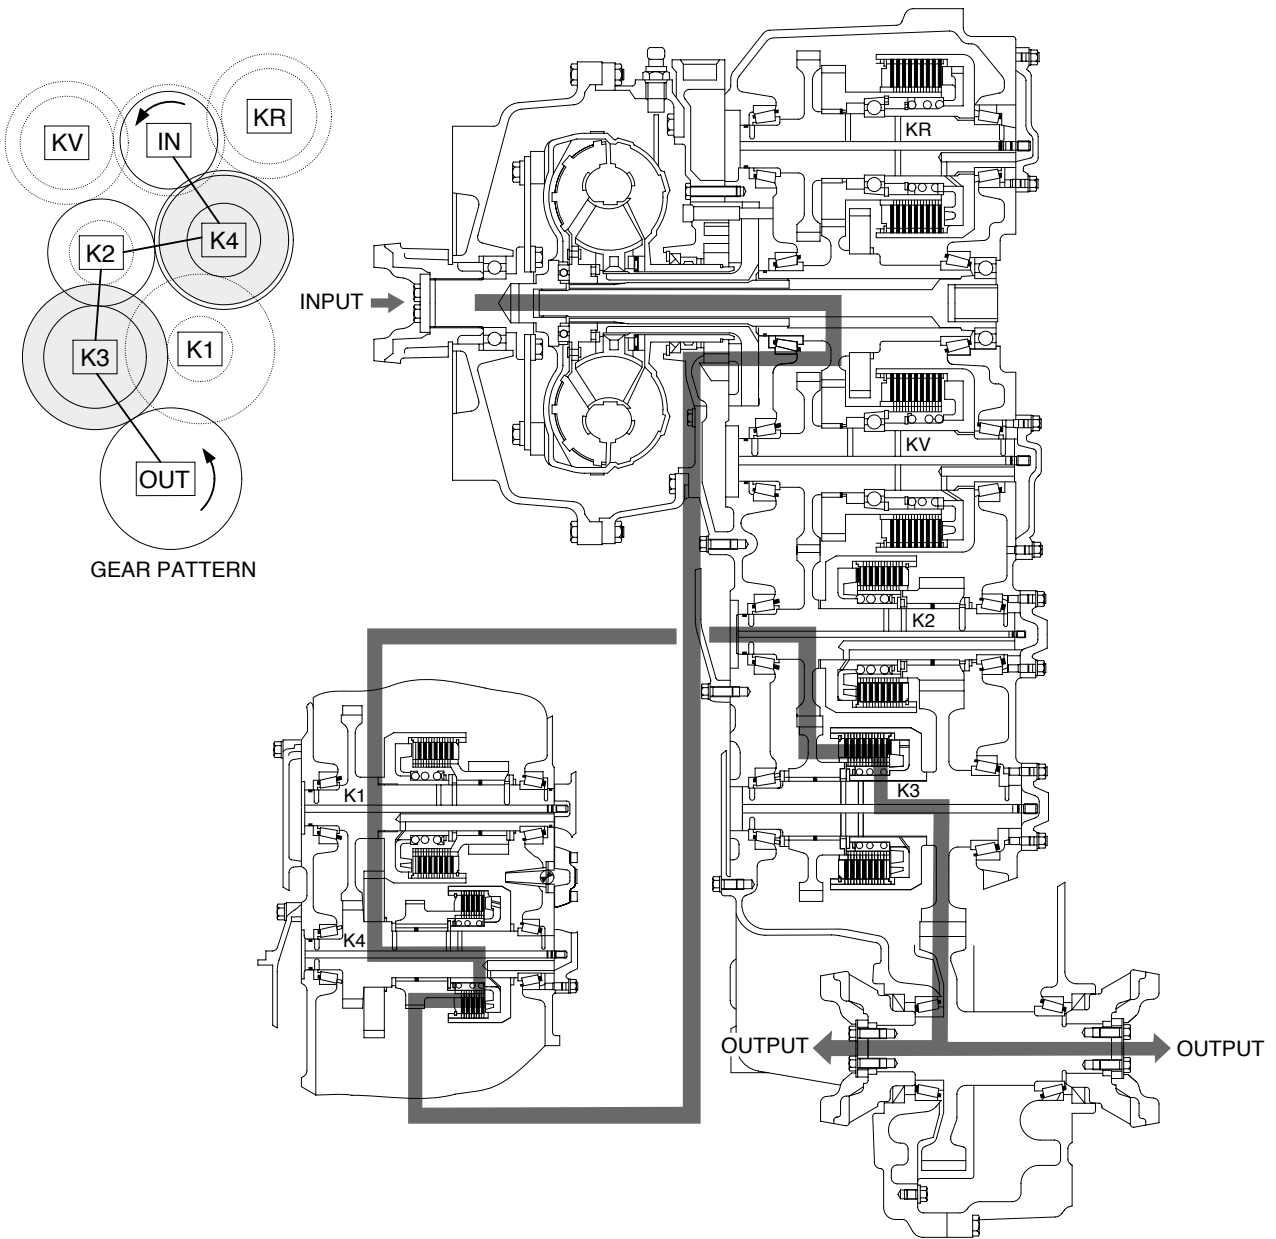 KV
IN
KR
K2
K4
K3
K1
OUT
GEAR PATTERN
INPUT
KR
KV
K2
K3
K1
K4
OUTPUT
OUTPUT